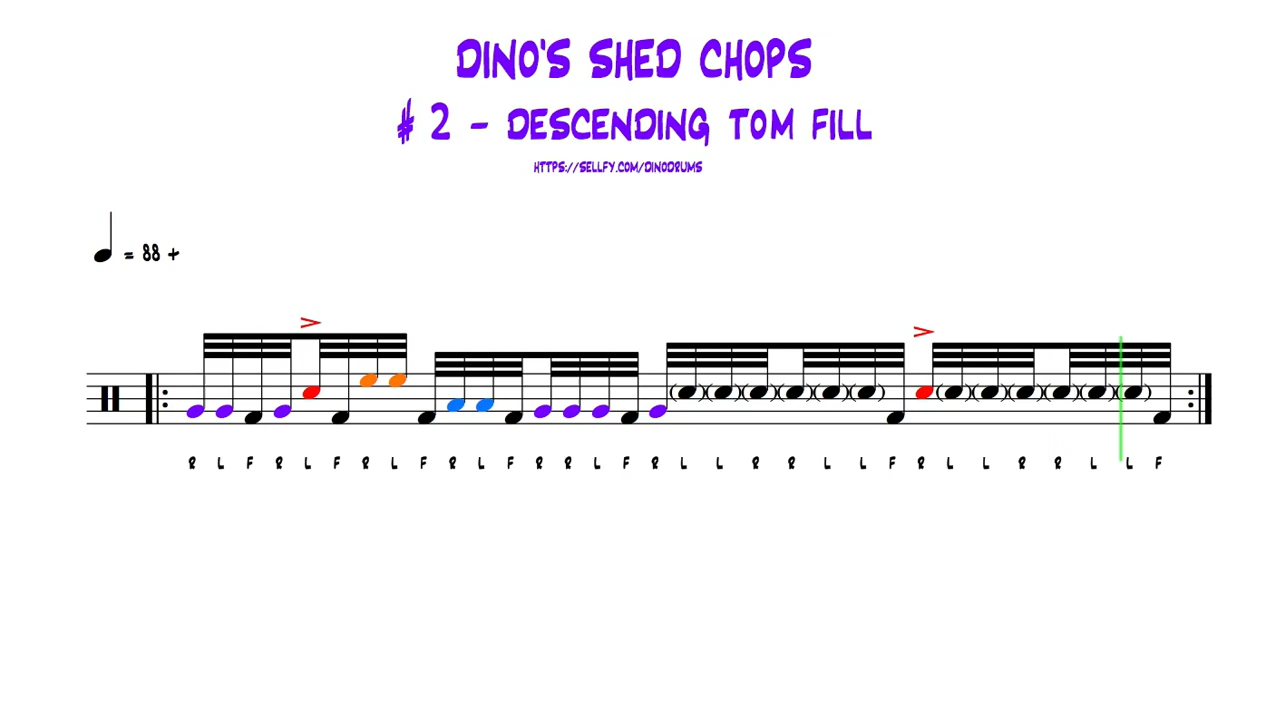 DINO'S SHED CHOPS
# 2 - DESCENDING TOM FILL
HTTPS://SELLFY.COM/DINODRUMS
= 88 +
R L F R L F R L F R L F R R L F R L L R R L L F R L L R R L L F